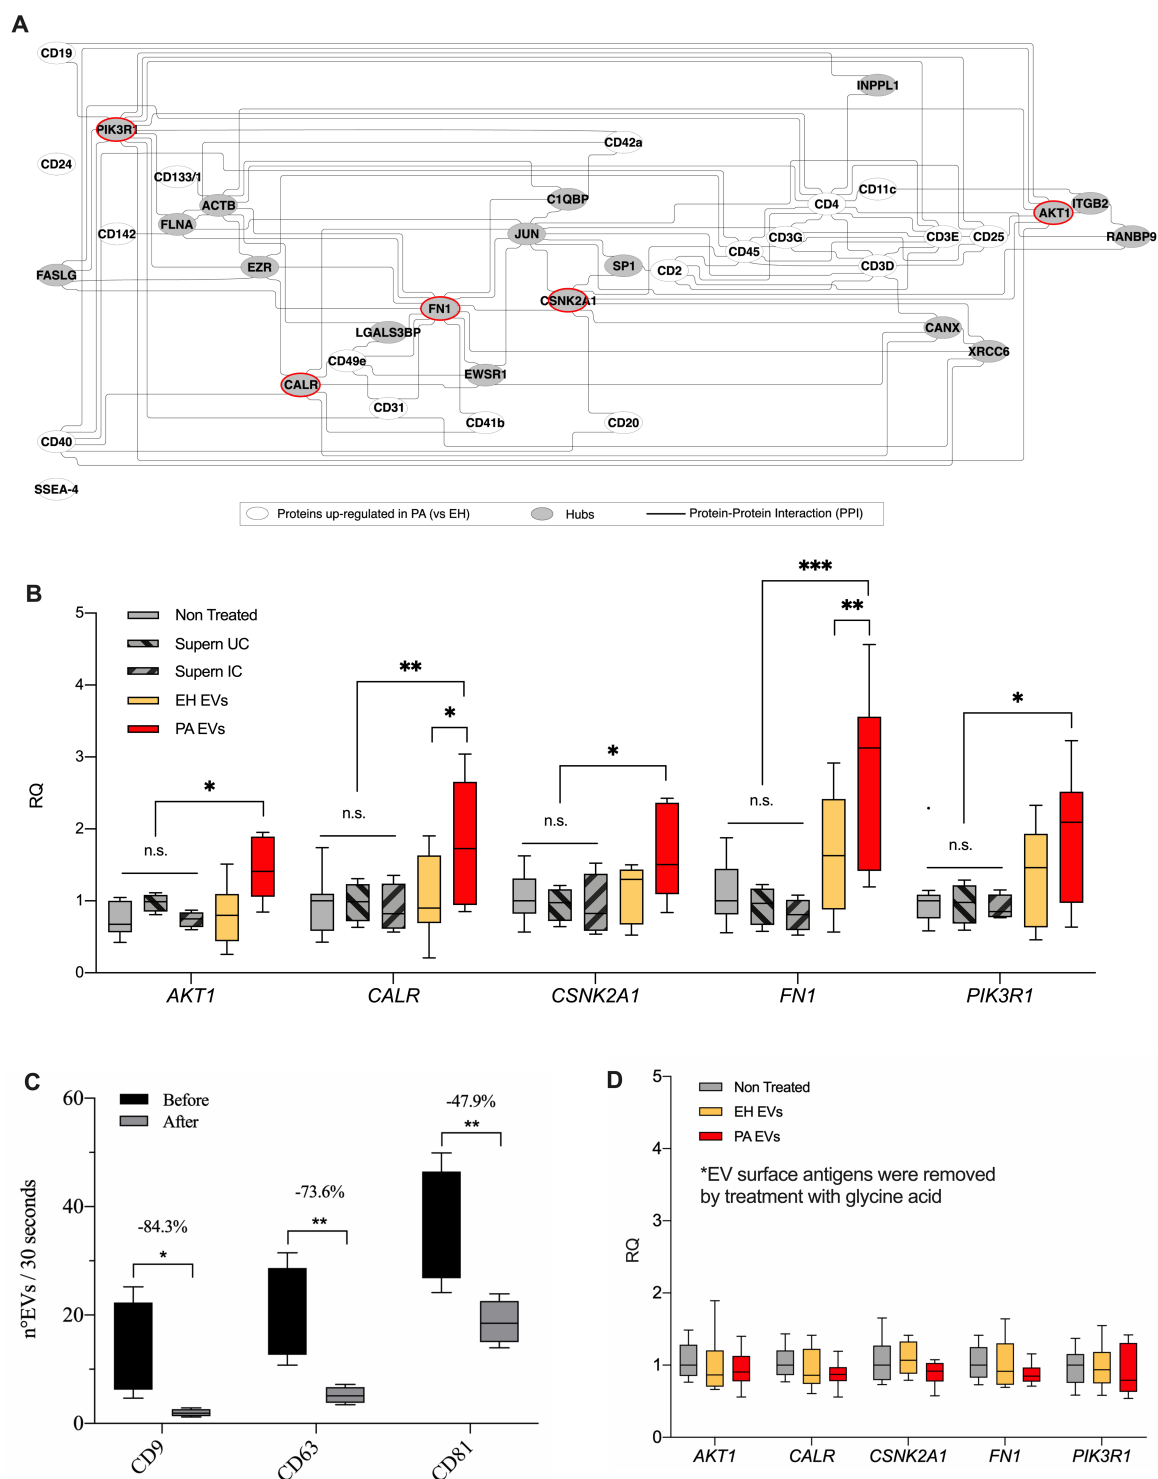 A
CD19
INPPL1
PIK3R1
CD42a
CD24
CD133/1
CD11c
ACTB
C1QBP
CD4
ITGB2
AKT1
FLNA
CD142
JUN
CD3G
CD3E
CD25
RANBP9
CD45
FASLG
EZR
SP1
CD2
CD3D
CSNK2A1
FN1
LGALS3BP
CANX
CD49e
XRCC6
EWSR1
CALR
CD31
CD41b
CD20
CD40
SSEA-4
Proteins up-regulated in PA (vs EH)
Hubs
Protein-Protein Interaction (PPI)
B
Non Treated
Supern UC
Supern IC
EH EVs
PA EVs
RQ
5
4
3
2
1
0
n.s.
*
n.s.
**
*
n.s.
*
n.s.
***
**
n.s.
*
AKT1
CALR
CSNK2A1
FN1
PIK3R1
C
Before
After
n°EVs / 30 seconds
60
40
20
0
-84.3%
*
-73.6%
**
-47.9%
**
CD9
CD63
CD81
D
Non Treated
EH EVs
PA EVs
*EV surface antigens were removed
by treatment with glycine acid
RQ
5
4
3
2
1
0
AKT1
CALR
CSNK2A1
FN1
PIK3R1